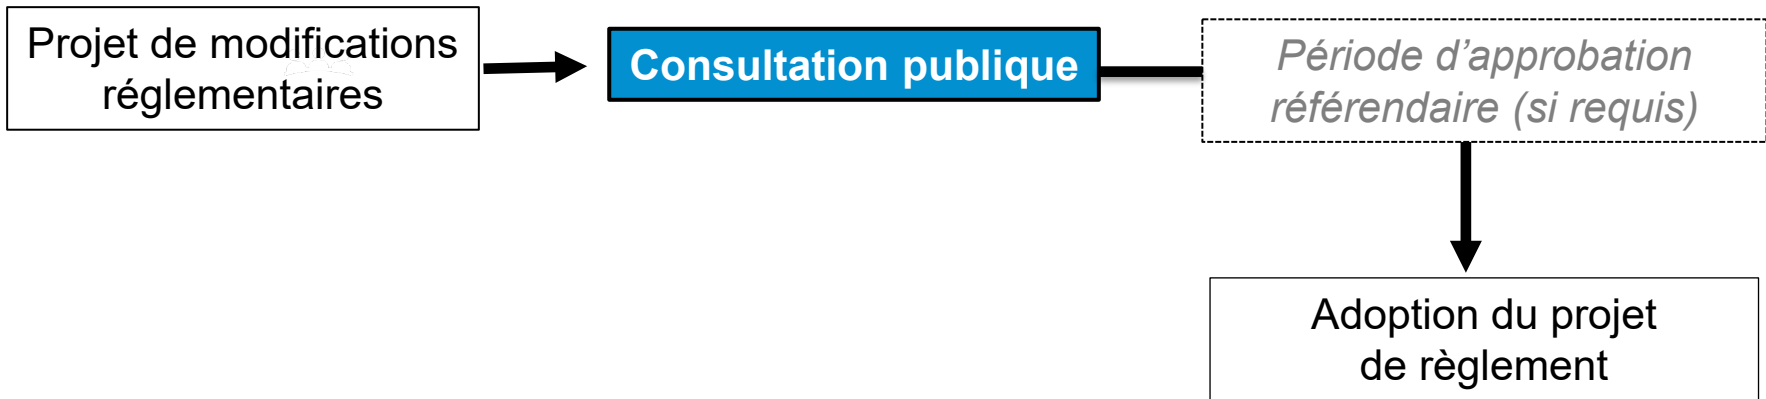 Projet de modifications
réglementaires
Consultation publique
Période d’approbation
référendaire (si requis)
Adoption du projet
de règlement